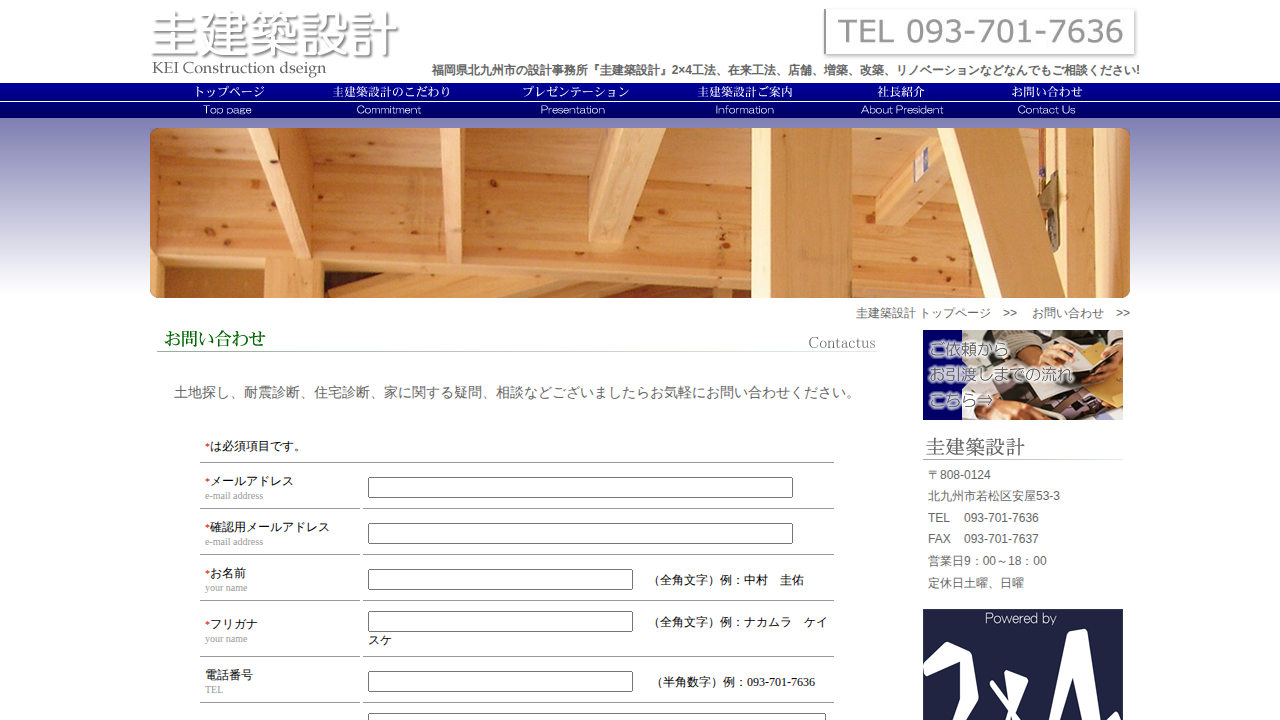 圭建築設計
KEI Construction dseign
TEL 093-701-7636
福岡県北九州市の設計事務所『圭建築設計』2×4工法、在来工法、店舗、増築、改築、リノベーションなどなんでもご相談ください!
トップページ 圭建築設計のこだわり プレゼンテーション 圭建築設計ご案内 社長紹介 お問い合わせ
Top page Commitment Presentation Information About President Contact Us
圭建築設計 トップページ >> お問い合わせ >>
お問い合わせ Contactus
土地探し、耐震診断、住宅診断、家に関する疑問、相談などございましたらお気軽にお問い合わせください。
*は必須項目です。
*メールアドレス
e-mail address
*確認用メールアドレス
e-mail address
*お名前
your name
（全角文字）例：中村　圭佑
*フリガナ
your name
（全角文字）例：ナカムラ　ケイ
スケ
電話番号
TEL
（半角数字）例：093-701-7636
ご依頼から
お引渡しまでの流れ
こちら⇒
圭建築設計
〒808-0124
北九州市若松区安屋53-3
TEL　093-701-7636
FAX　093-701-7637
営業日9：00～18：00
定休日土曜、日曜
Powered by
2×4